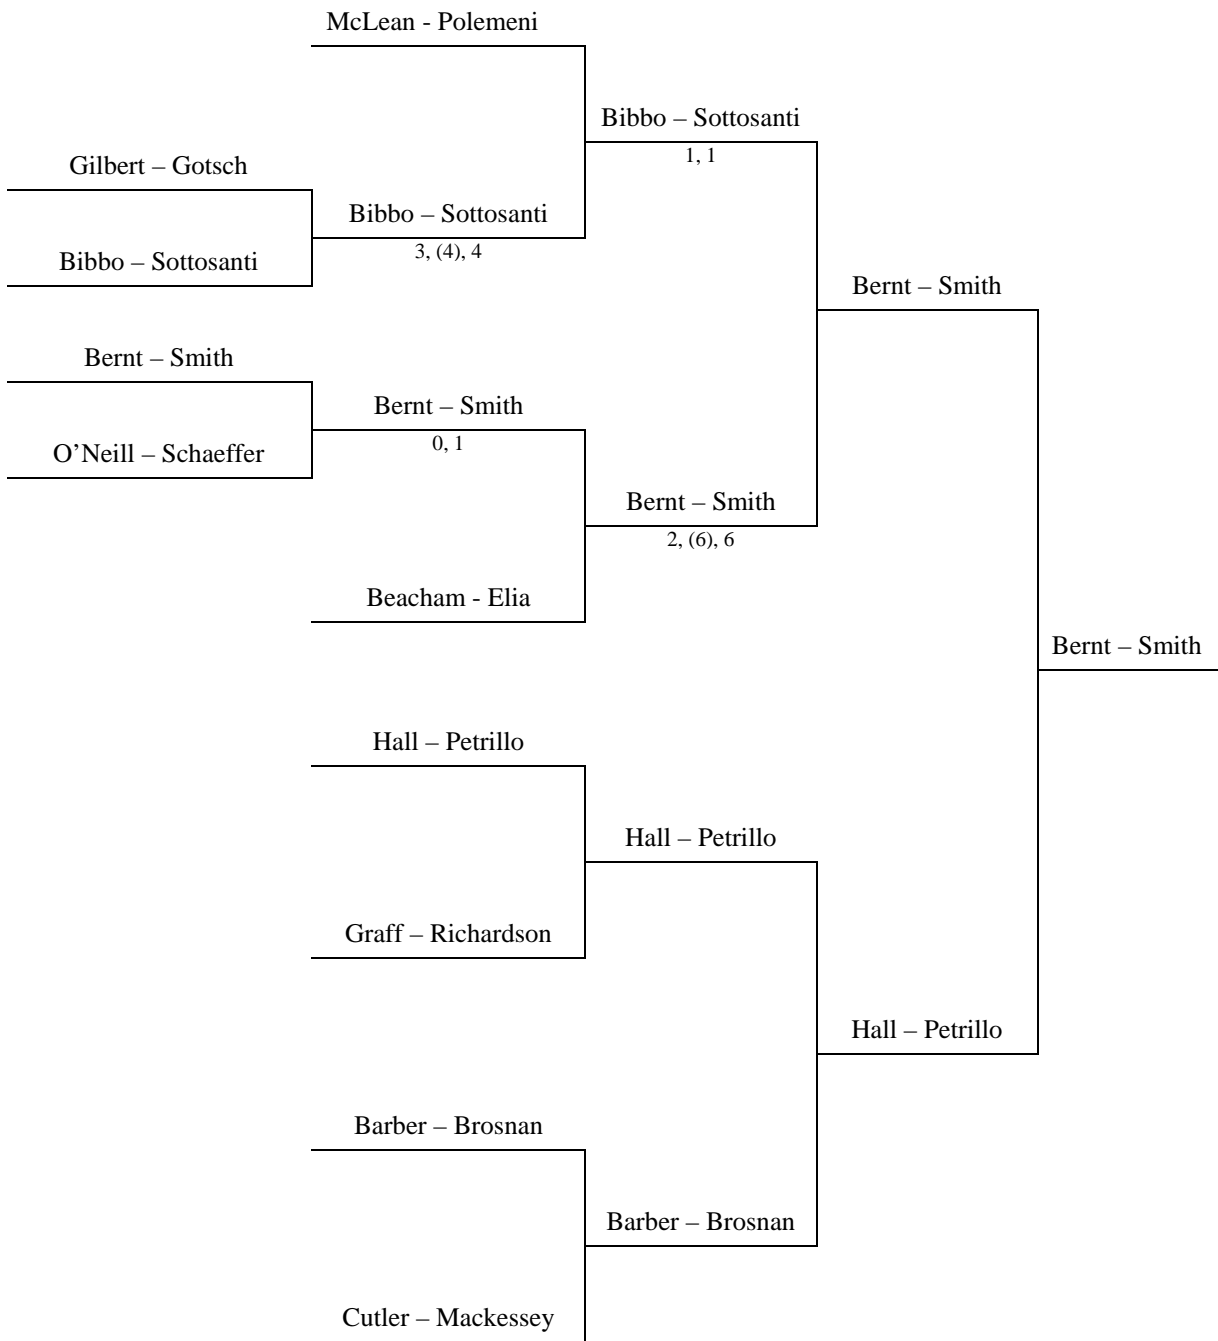 McLean - Polemeni
Bibbo – Sottosanti
1, 1
Gilbert – Gotsch
Bibbo – Sottosanti
3, (4), 4
Bibbo – Sottosanti
Bernt – Smith
Bernt – Smith
Bernt – Smith
0, 1
O’Neill – Schaeffer
Bernt – Smith
2, (6), 6
Beacham - Elia
Bernt – Smith
Hall – Petrillo
Hall – Petrillo
Graff – Richardson
Hall – Petrillo
Barber – Brosnan
Barber – Brosnan
Cutler – Mackessey